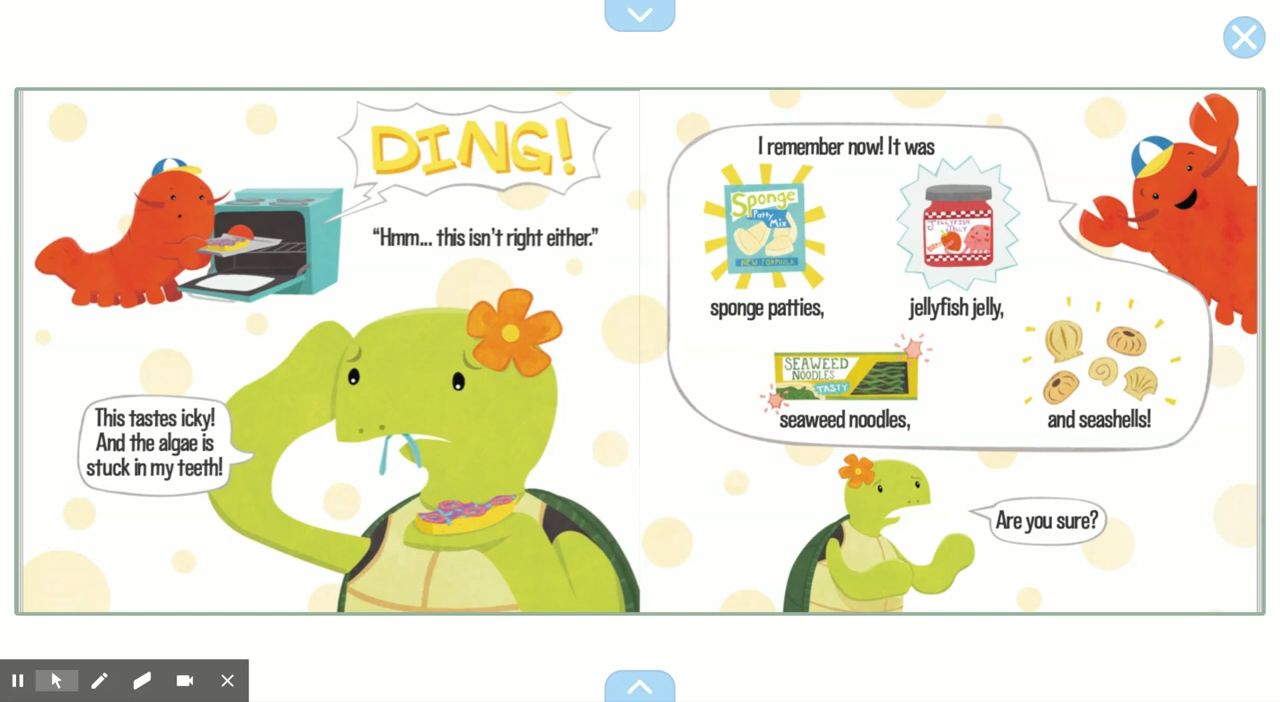 DING!
“Hmm... this isn’t right either.”
This tastes icky!
And the algae is
stuck in my teeth!
I remember now! It was
Sponge
Patty
Mix
NEW FORMULA
sponge patties,
JELLYFISH
JELLY
jellyfish jelly,
SEAWEED
NOODLES
TASTY
seaweed noodles,
and seashells!
Are you sure?